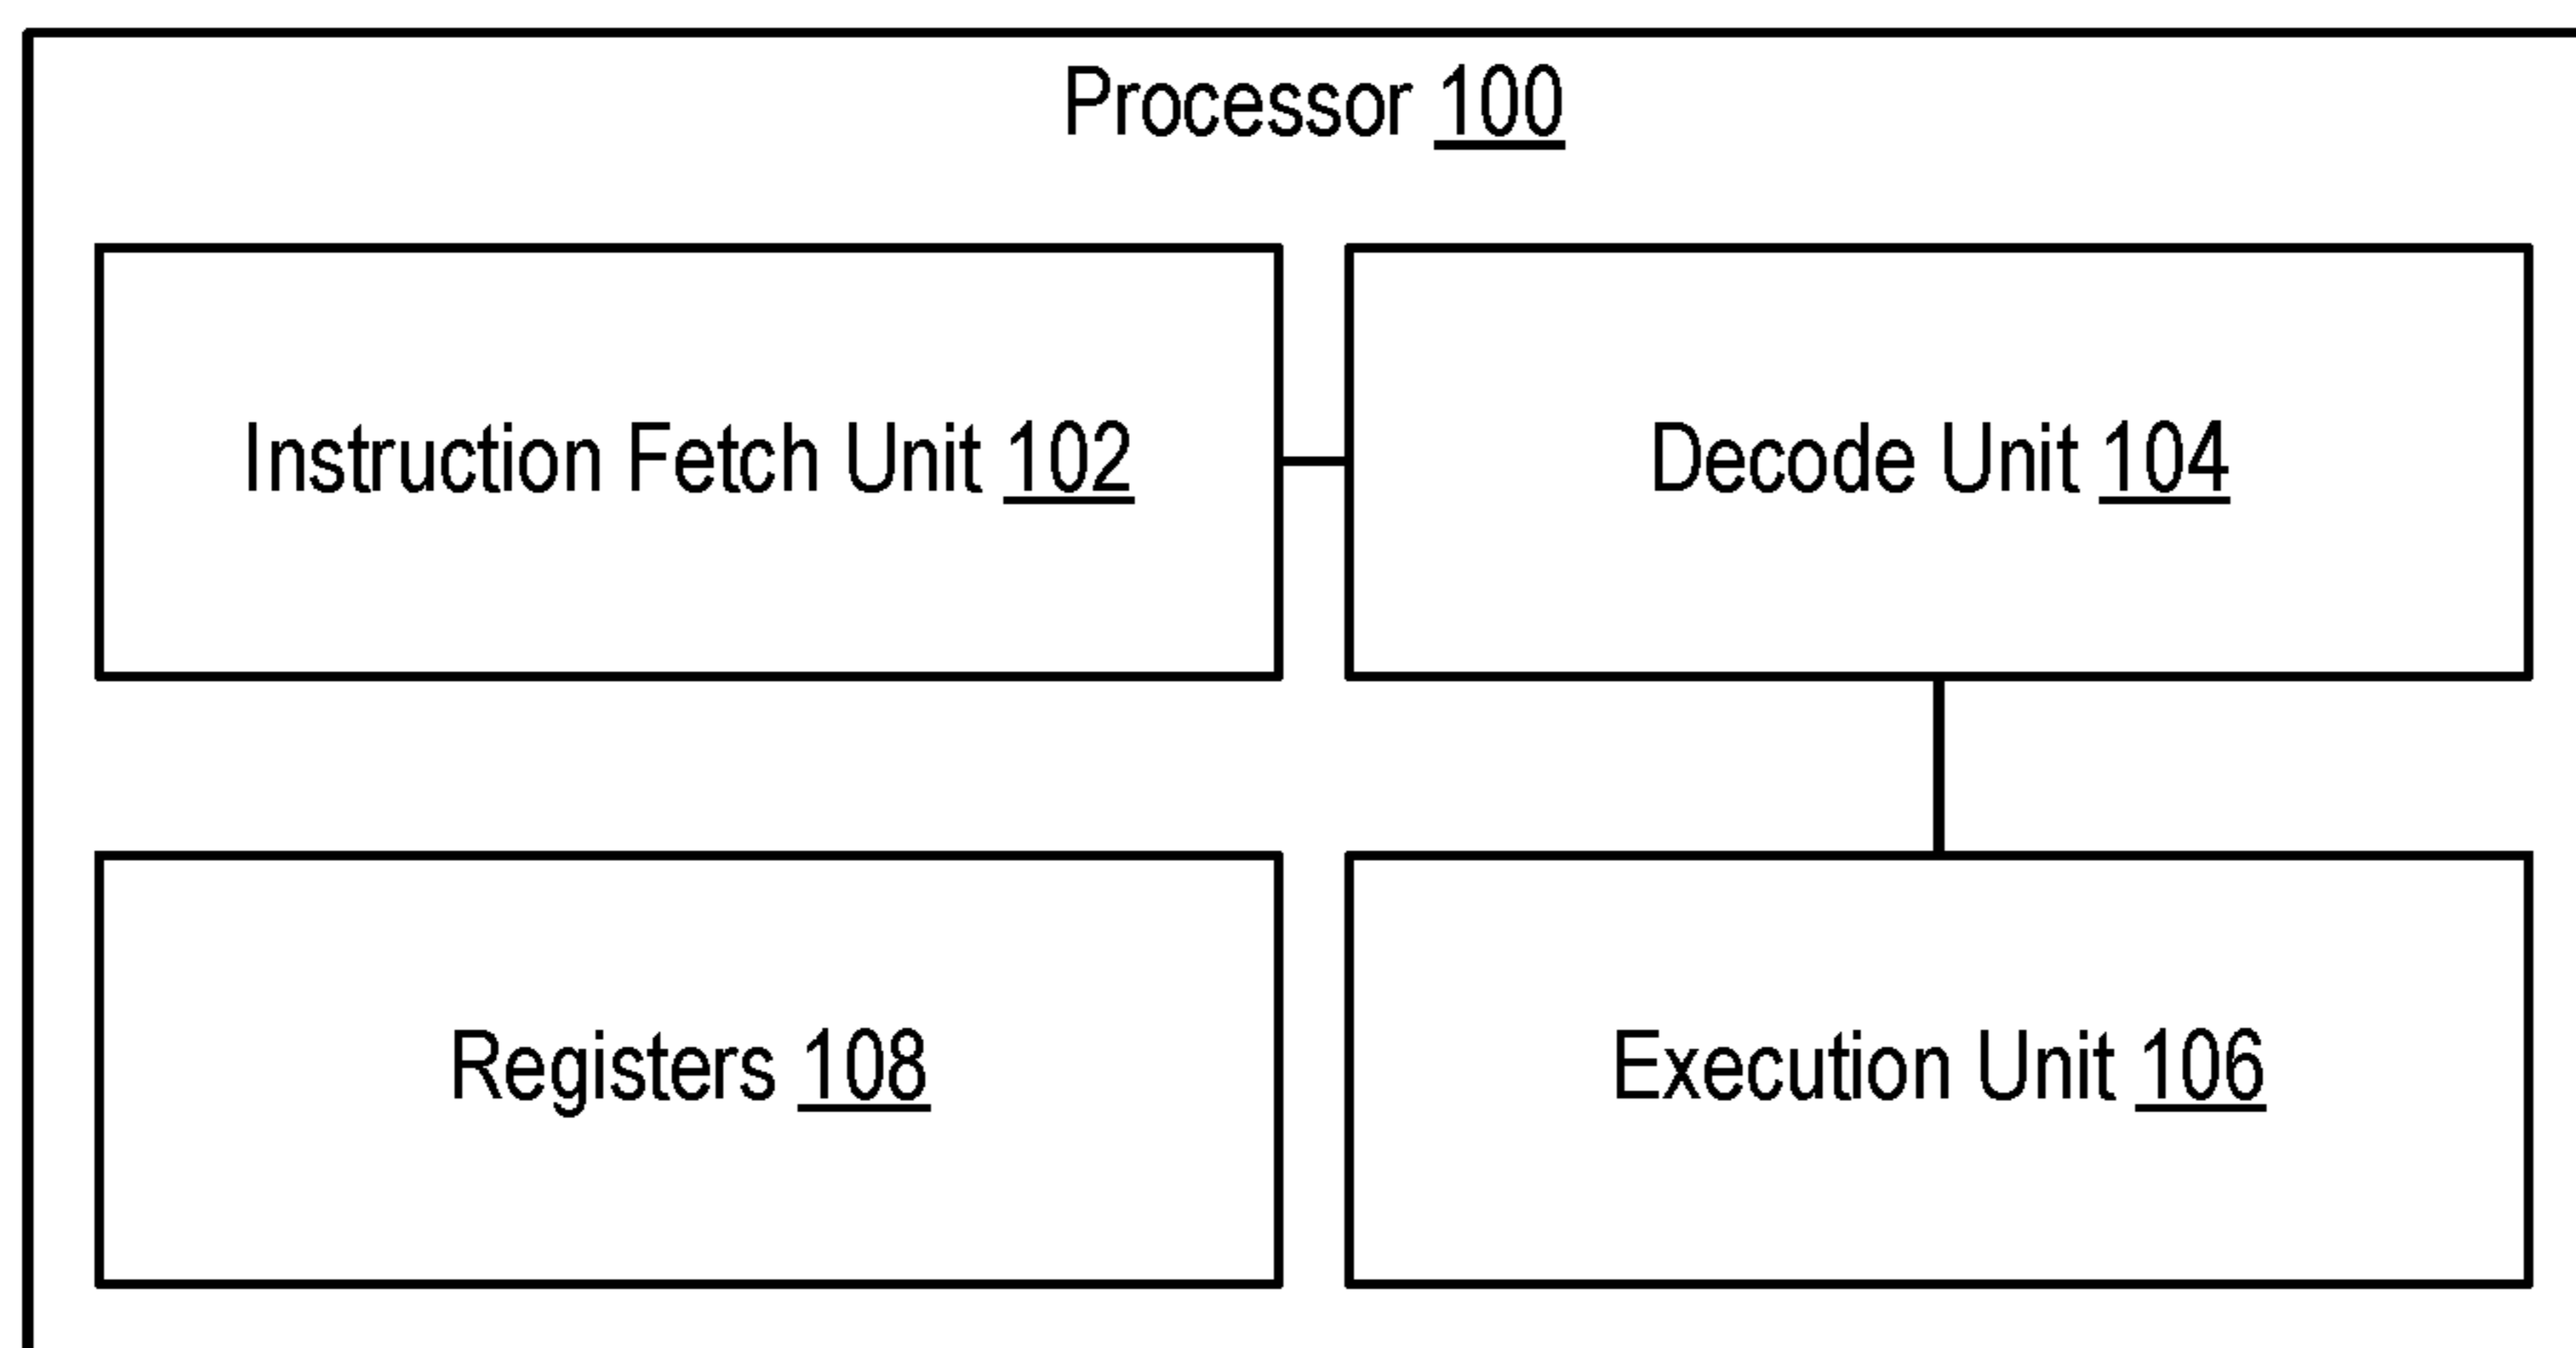 Processor 100
Instruction Fetch Unit 102
Decode Unit 104
Registers 108
Execution Unit 106